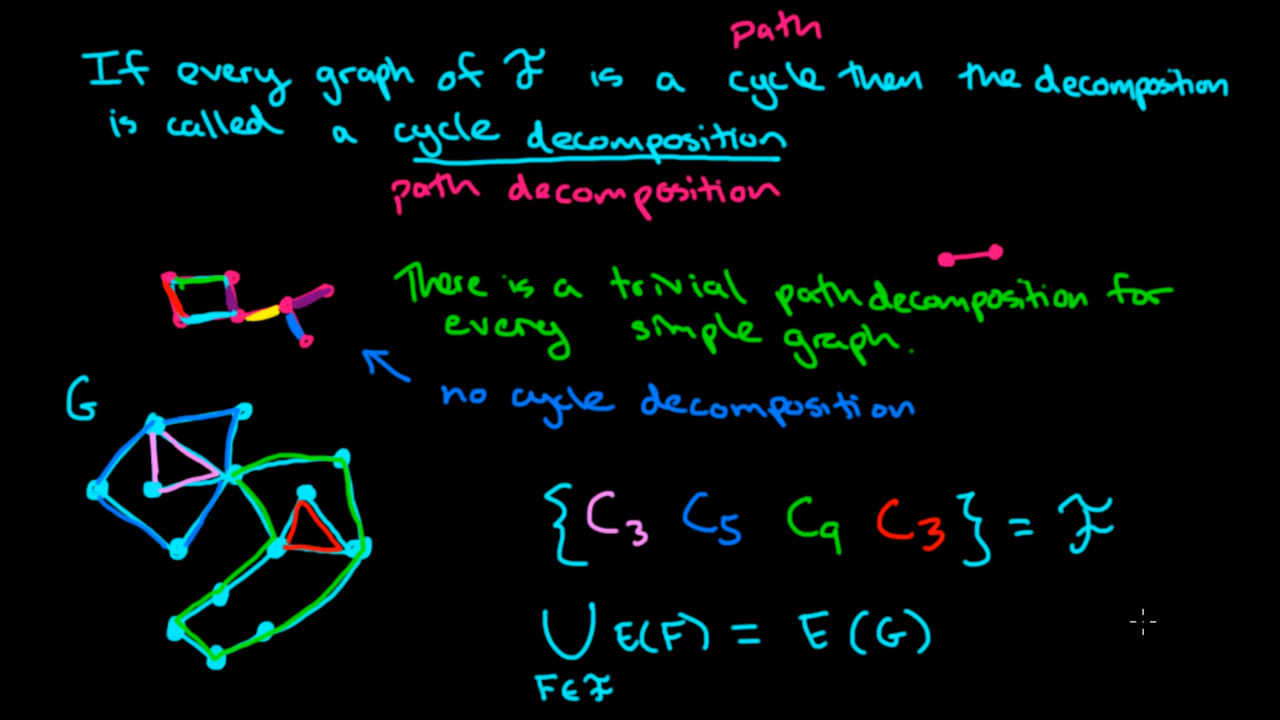 path
If every graph of ℱ is a cycle then the decomposition
is called a cycle decomposition
path decomposition
There is a trivial path decomposition for
every simple graph.
no cycle decomposition
G
{C₃ C₅ C₉ C₃} = ℱ
⋃ E(F) = E(G)
F∈ℱ